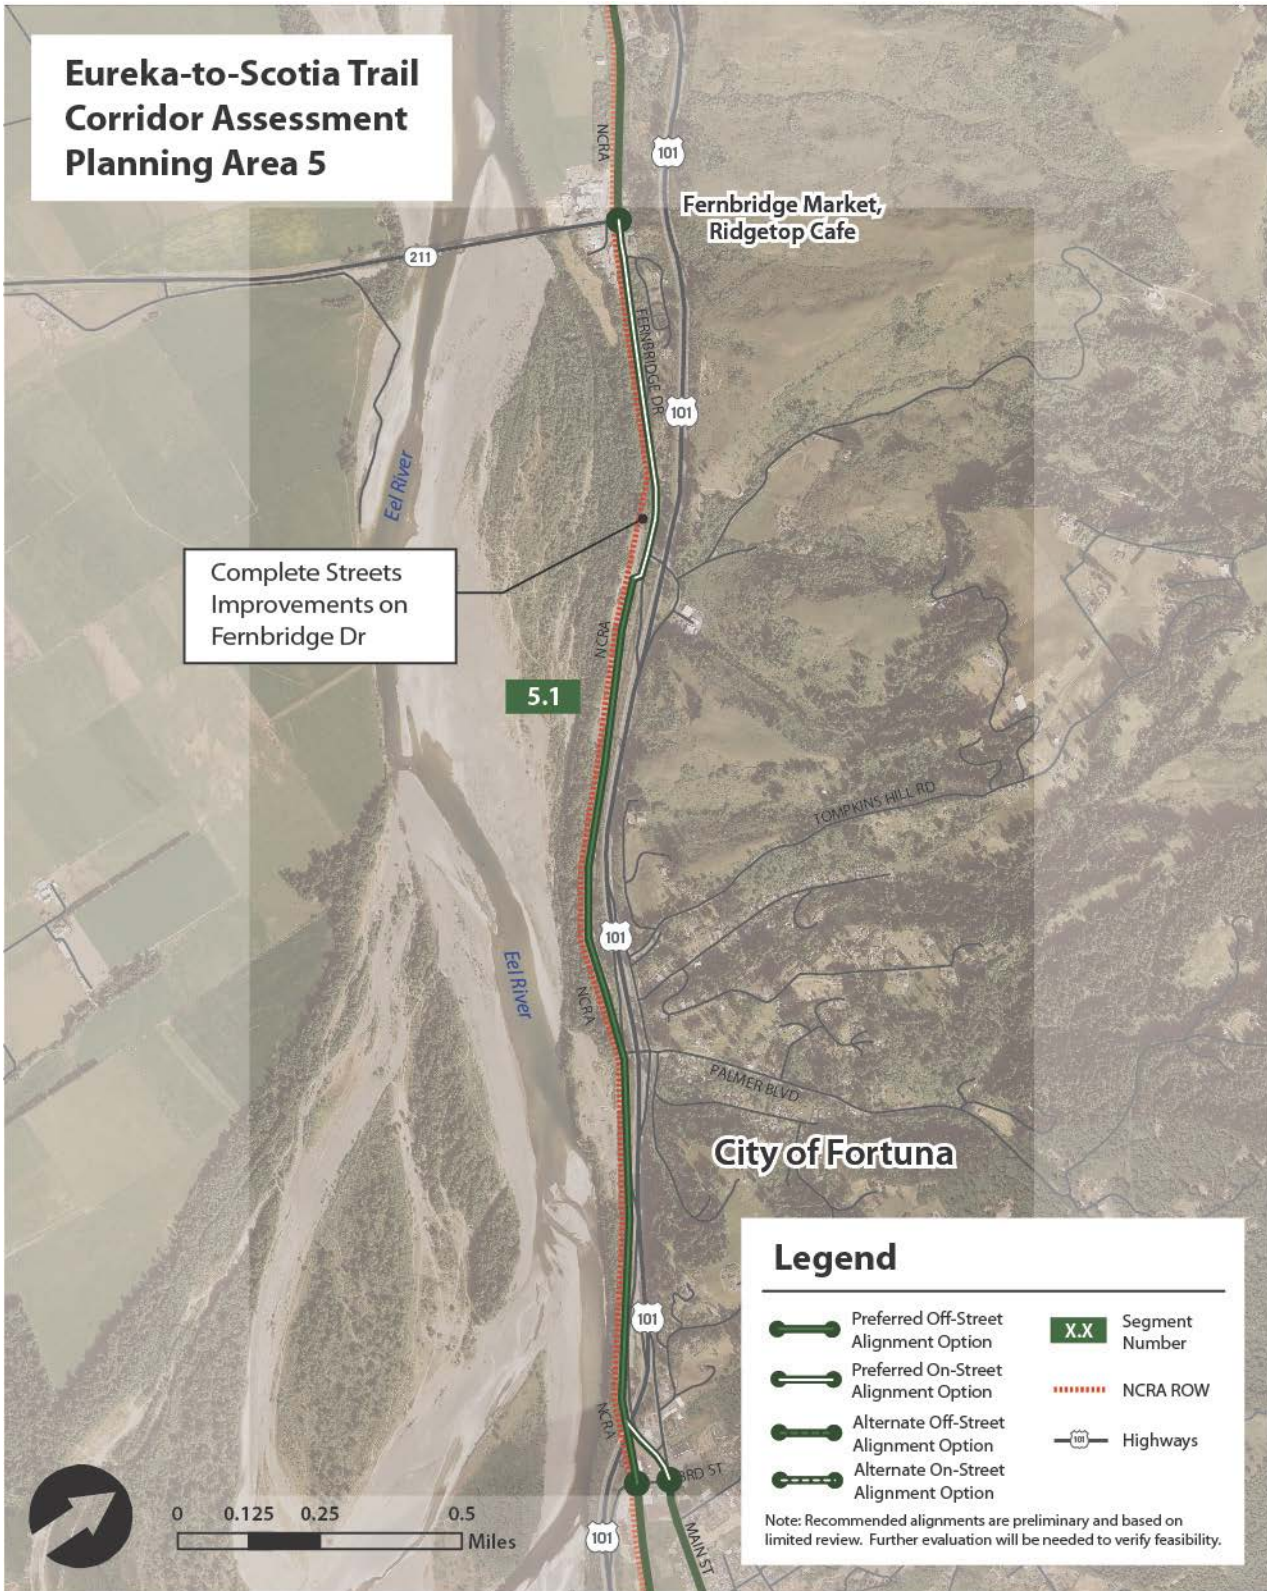 Eureka-to-Scotia Trail
Corridor Assessment
Planning Area 5
NCRA
101
Fernbridge Market,
Ridgetop Cafe
211
FERNBRIDGE DR
101
Eel River
Complete Streets
Improvements on
Fernbridge Dr
NCRA
5.1
TOMPKINS HILL RD
101
Eel River
NCRA
PALMER BLVD
City of Fortuna
101
NCRA
3RD ST
MAIN ST
101
0 0.125 0.25 0.5
Miles
Legend
Preferred Off-Street
Alignment Option
Preferred On-Street
Alignment Option
Alternate Off-Street
Alignment Option
Alternate On-Street
Alignment Option
X.X
Segment
Number
NCRA ROW
101
Highways
Note: Recommended alignments are preliminary and based on
limited review. Further evaluation will be needed to verify feasibility.